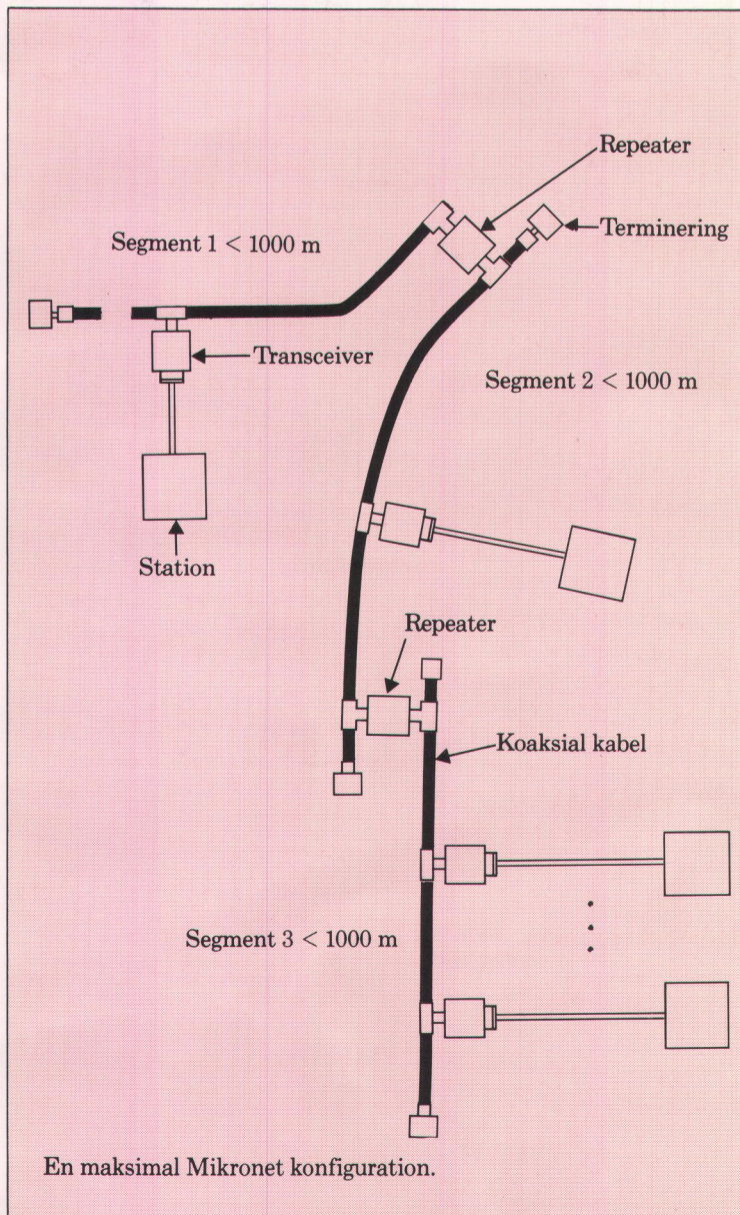 Repeater
Segment 1 < 1000 m
Terminering
Transceiver
Segment 2 < 1000 m
Station
Repeater
Koaksial kabel
Segment 3 < 1000 m
En maksimal Mikronet konfiguration.